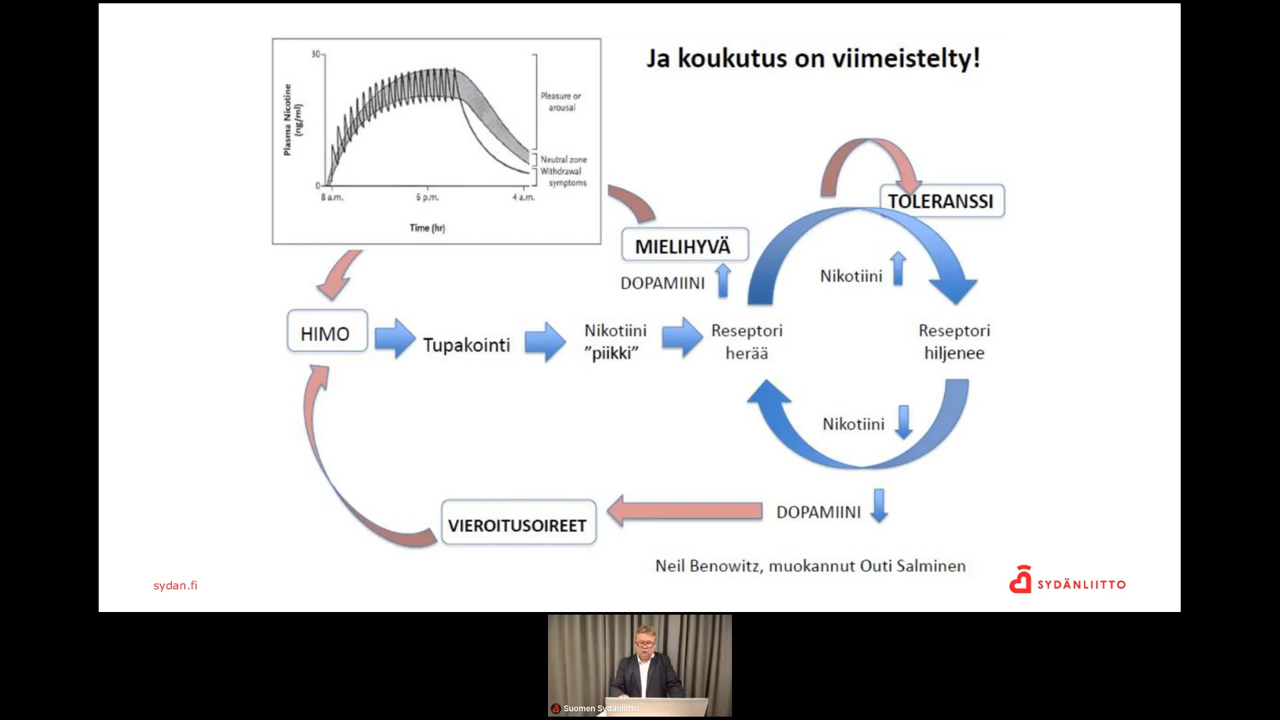 Ja koukutus on viimeistelty!
30
Plasma Nicotine
(ng/ml)
0
8 a.m.
6 p.m.
4 a.m.
Time (hr)
Pleasure or
arousal
Neutral zone
Withdrawal
symptoms
TOLERANSSI
MIELIHYVÄ
DOPAMIINI
Nikotiini
HIMO
Tupakointi
Nikotiini
”piikki”
Reseptori
herää
Reseptori
hiljenee
Nikotiini
VIEROITUSOIREET
DOPAMIINI
Neil Benowitz, muokannut Outi Salminen
sydan.fi
SYDÄNLIITTO
Suomen Sydänliitto